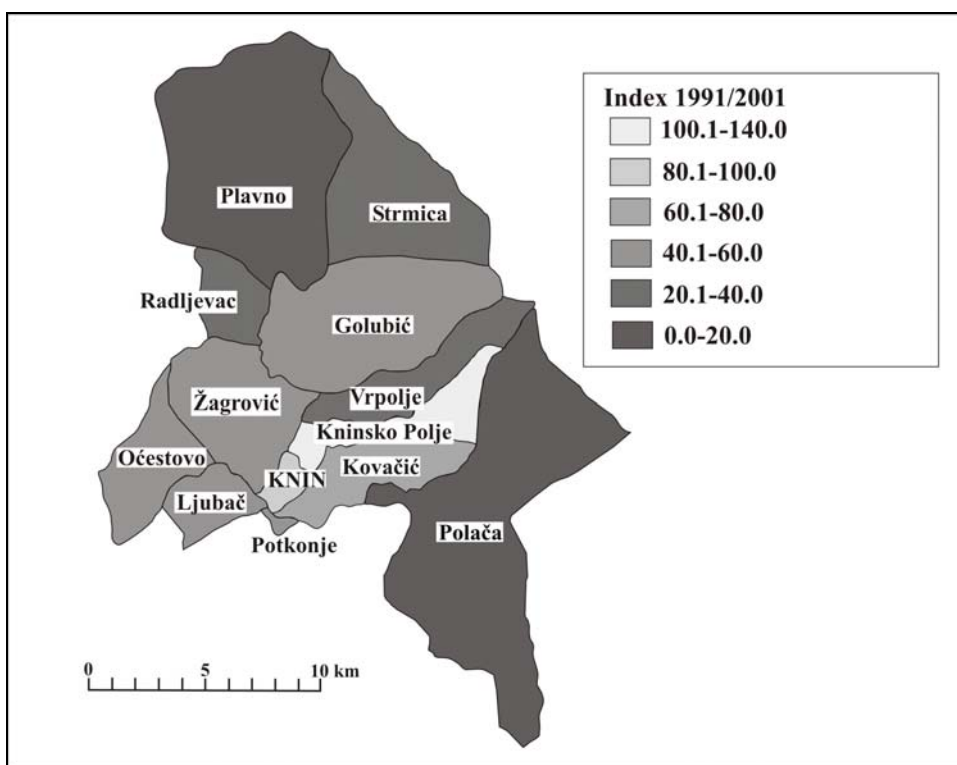 Index 1991/2001
100.1-140.0
80.1-100.0
60.1-80.0
40.1-60.0
20.1-40.0
0.0-20.0
Plavno
Strmica
Radljevac
Golubić
Žagrović
Vrpolje
Kninsko Polje
Oćestovo
KNIN
Kovačić
Ljubač
Polača
Potkonje
0 5 10 km